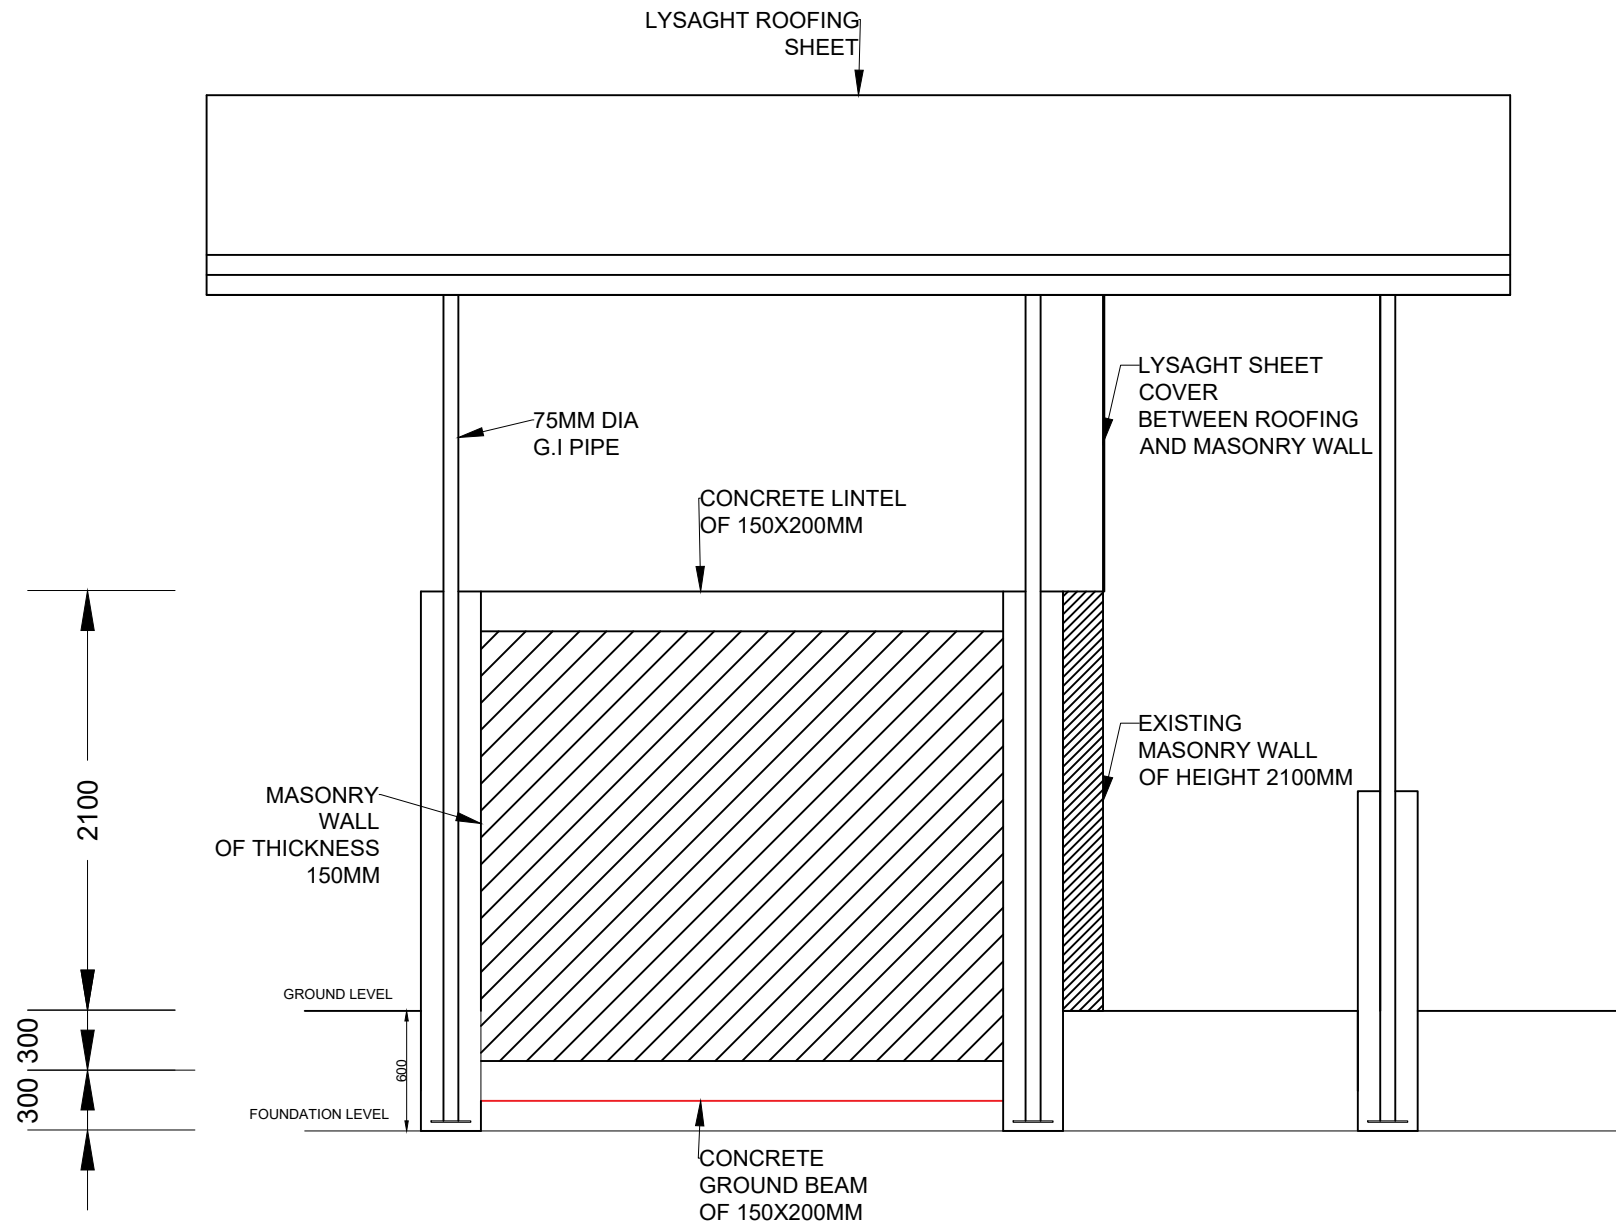 LYSAGHT ROOFING
SHEET
LYSAGHT SHEET
COVER
BETWEEN ROOFING
AND MASONRY WALL
75MM DIA
G.I PIPE
CONCRETE LINTEL
OF 150X200MM
EXISTING
MASONRY WALL
OF HEIGHT 2100MM
MASONRY
WALL
OF THICKNESS
150MM
2100
GROUND LEVEL
300
600
300
FOUNDATION LEVEL
CONCRETE
GROUND BEAM
OF 150X200MM